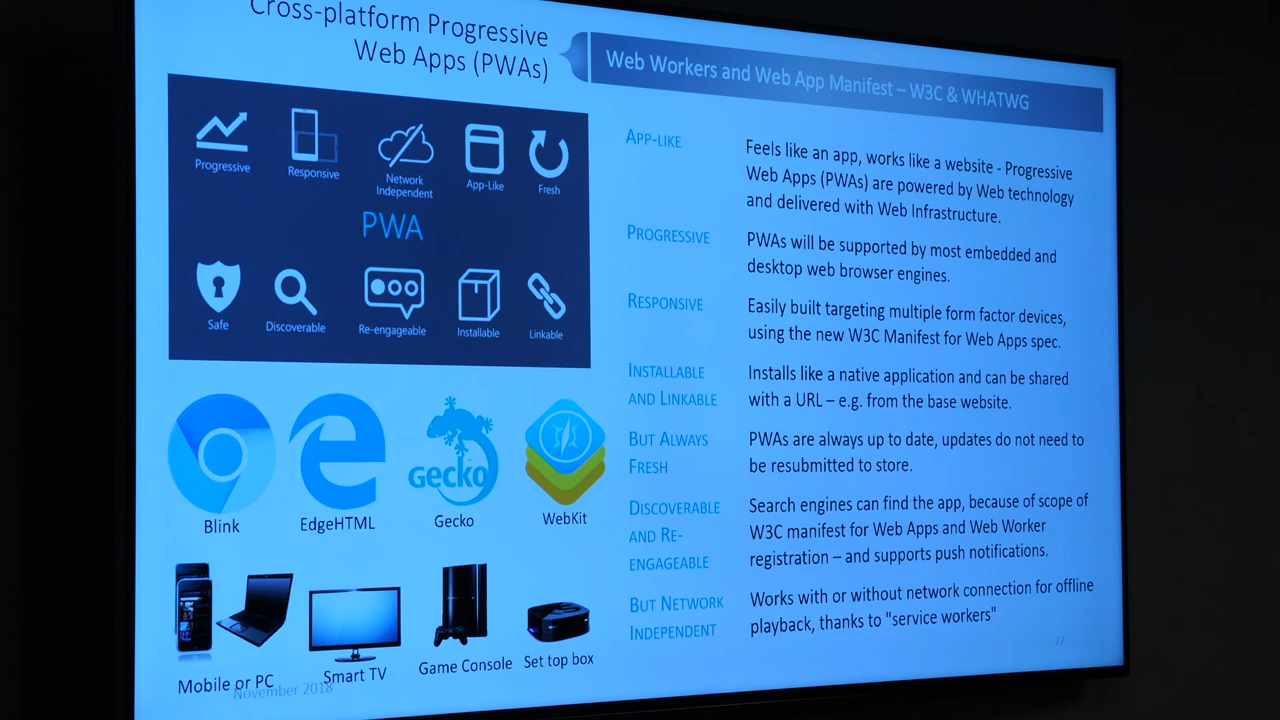 Cross-platform Progressive
Web Apps (PWAs)
Web Workers and Web App Manifest – W3C & WHATWG
Progressive
Responsive
Network
Independent
App-Like
Fresh
PWA
Safe
Discoverable
Re-engageable
Installable
Linkable
Blink
EdgeHTML
Gecko
Gecko
WebKit
Mobile or PC
Smart TV
Game Console
Set top box
November 2018
APP-LIKE
Feels like an app, works like a website - Progressive
Web Apps (PWAs) are powered by Web technology
and delivered with Web Infrastructure.
PROGRESSIVE
PWAs will be supported by most embedded and
desktop web browser engines.
RESPONSIVE
Easily built targeting multiple form factor devices,
using the new W3C Manifest for Web Apps spec.
INSTALLABLE
AND LINKABLE
Installs like a native application and can be shared
with a URL – e.g. from the base website.
BUT ALWAYS
FRESH
PWAs are always up to date, updates do not need to
be resubmitted to store.
DISCOVERABLE
AND RE-
ENGAGEABLE
Search engines can find the app, because of scope of
W3C manifest for Web Apps and Web Worker
registration – and supports push notifications.
BUT NETWORK
INDEPENDENT
Works with or without network connection for offline
playback, thanks to "service workers"
27